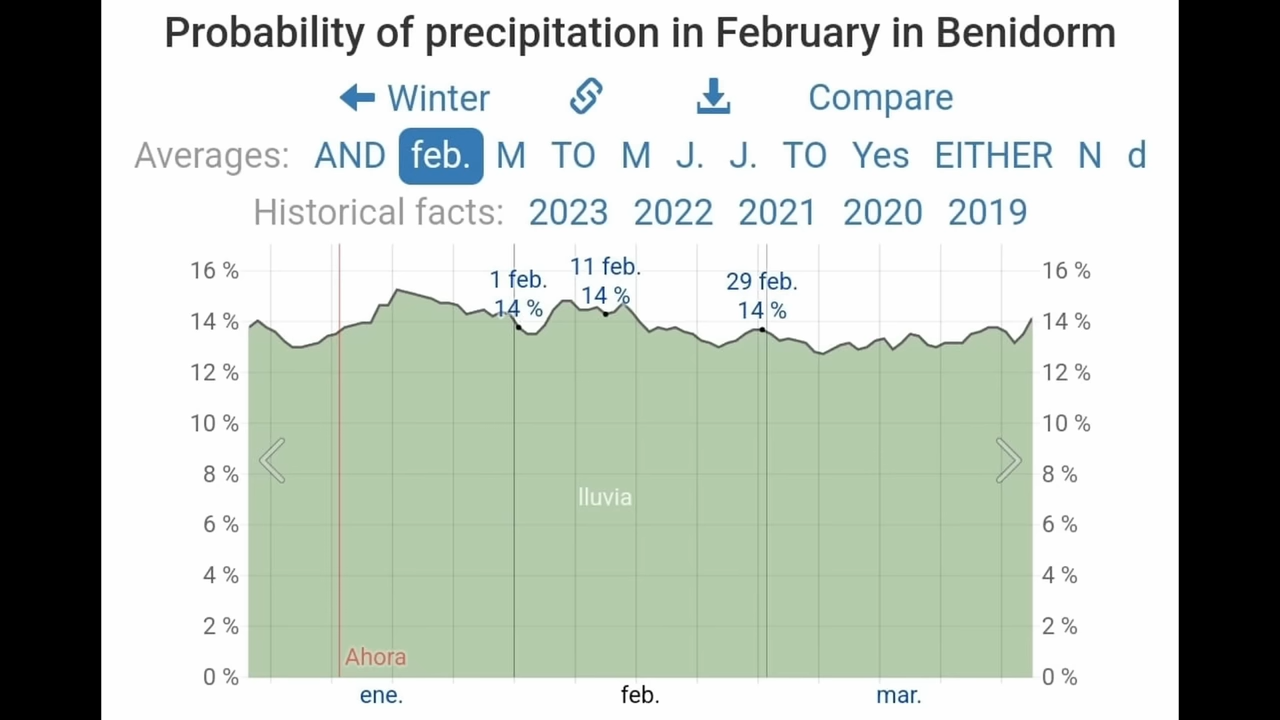 Probability of precipitation in February in Benidorm
Winter Compare
Averages: AND feb. M TO M J. J. TO Yes EITHER N d
Historical facts: 2023 2022 2021 2020 2019
16 % 1 feb. 11 feb. 29 feb. 16 %
14 % 14 % 14 %
14 % 14 %
12 % 12 %
10 % 10 %
8 % 8 %
lluvia
6 % 6 %
4 % 4 %
2 % 2 %
Ahora
0 % 0 %
ene. feb. mar.